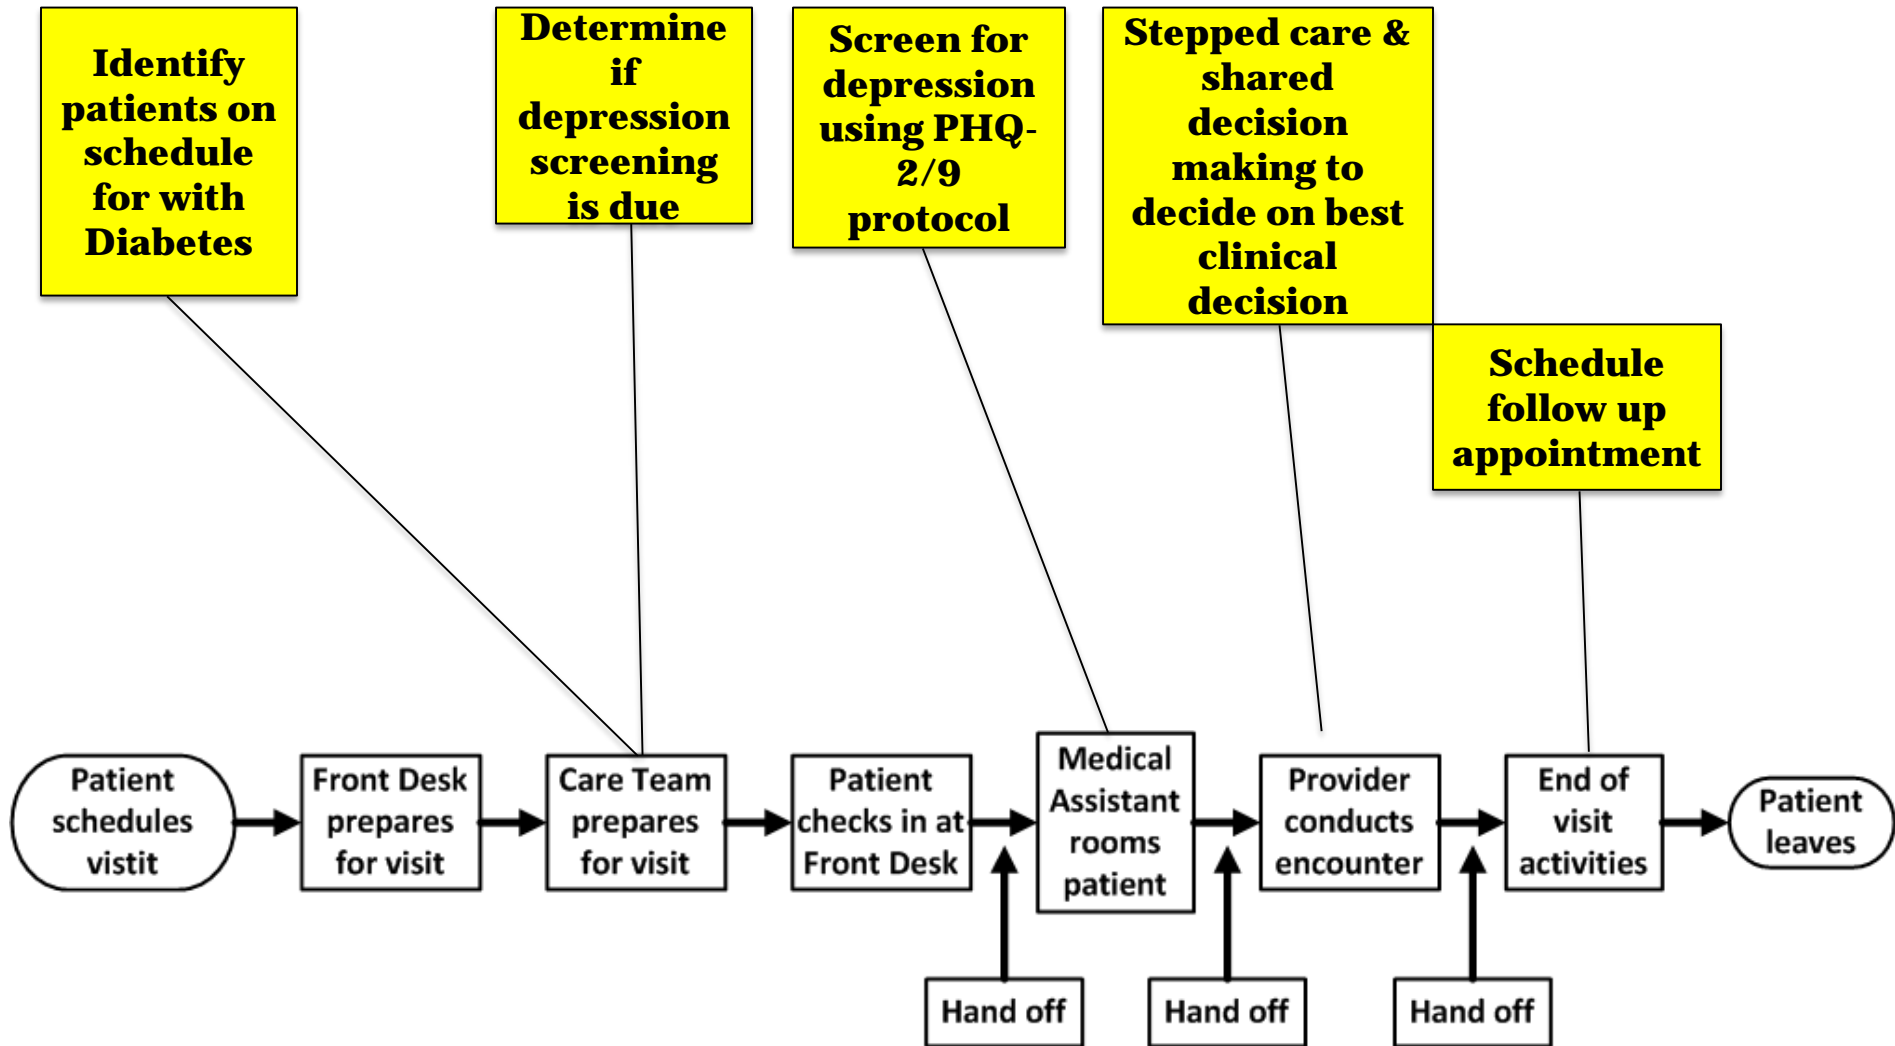 Identify
patients on
schedule
for with
Diabetes
Determine
if
depression
screening
is due
Screen for
depression
using PHQ-
2/9
protocol
Stepped care &
shared
decision
making to
decide on best
clinical
decision
Schedule
follow up
appointment
Patient
schedules
vistit
Front Desk
prepares
for visit
Care Team
prepares
for visit
Patient
checks in at
Front Desk
Medical
Assistant
rooms
patient
Provider
conducts
encounter
End of
visit
activities
Patient
leaves
Hand off
Hand off
Hand off